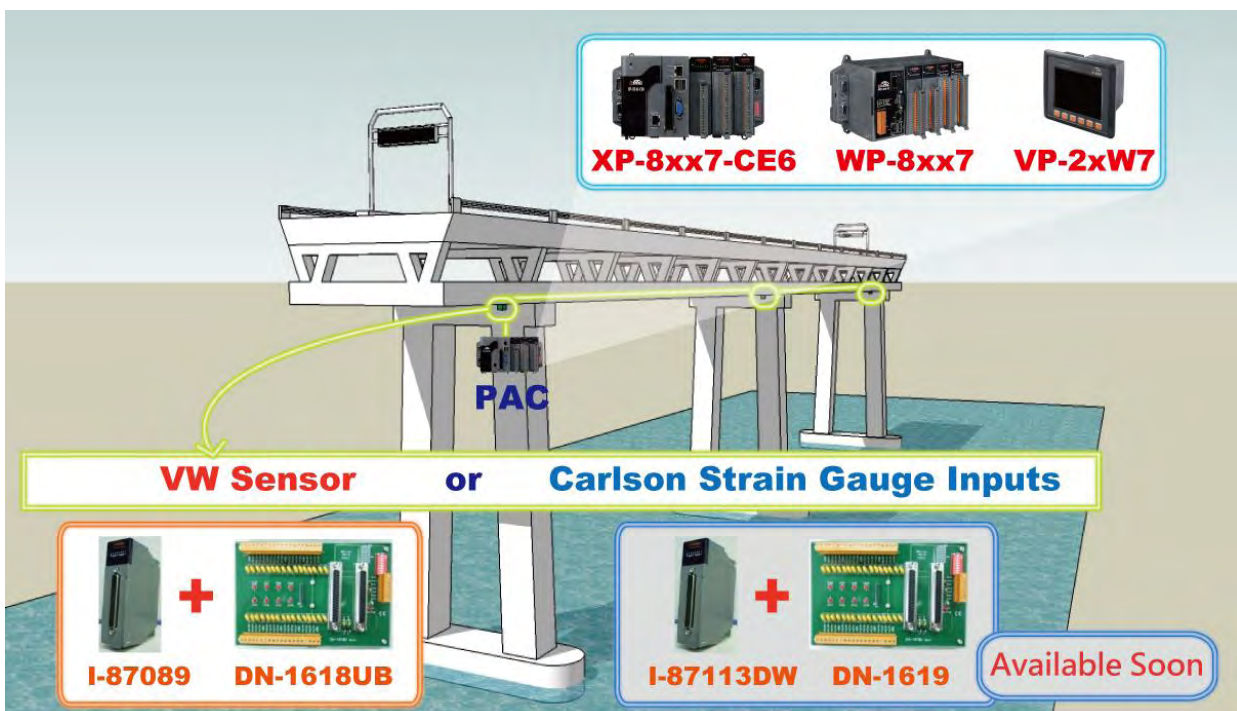 XP-8xx7-CE6 WP-8xx7 VP-2xW7
PAC
VW Sensor or Carlson Strain Gauge Inputs
I-87089 + DN-1618UB
I-87113DW + DN-1619
Available Soon